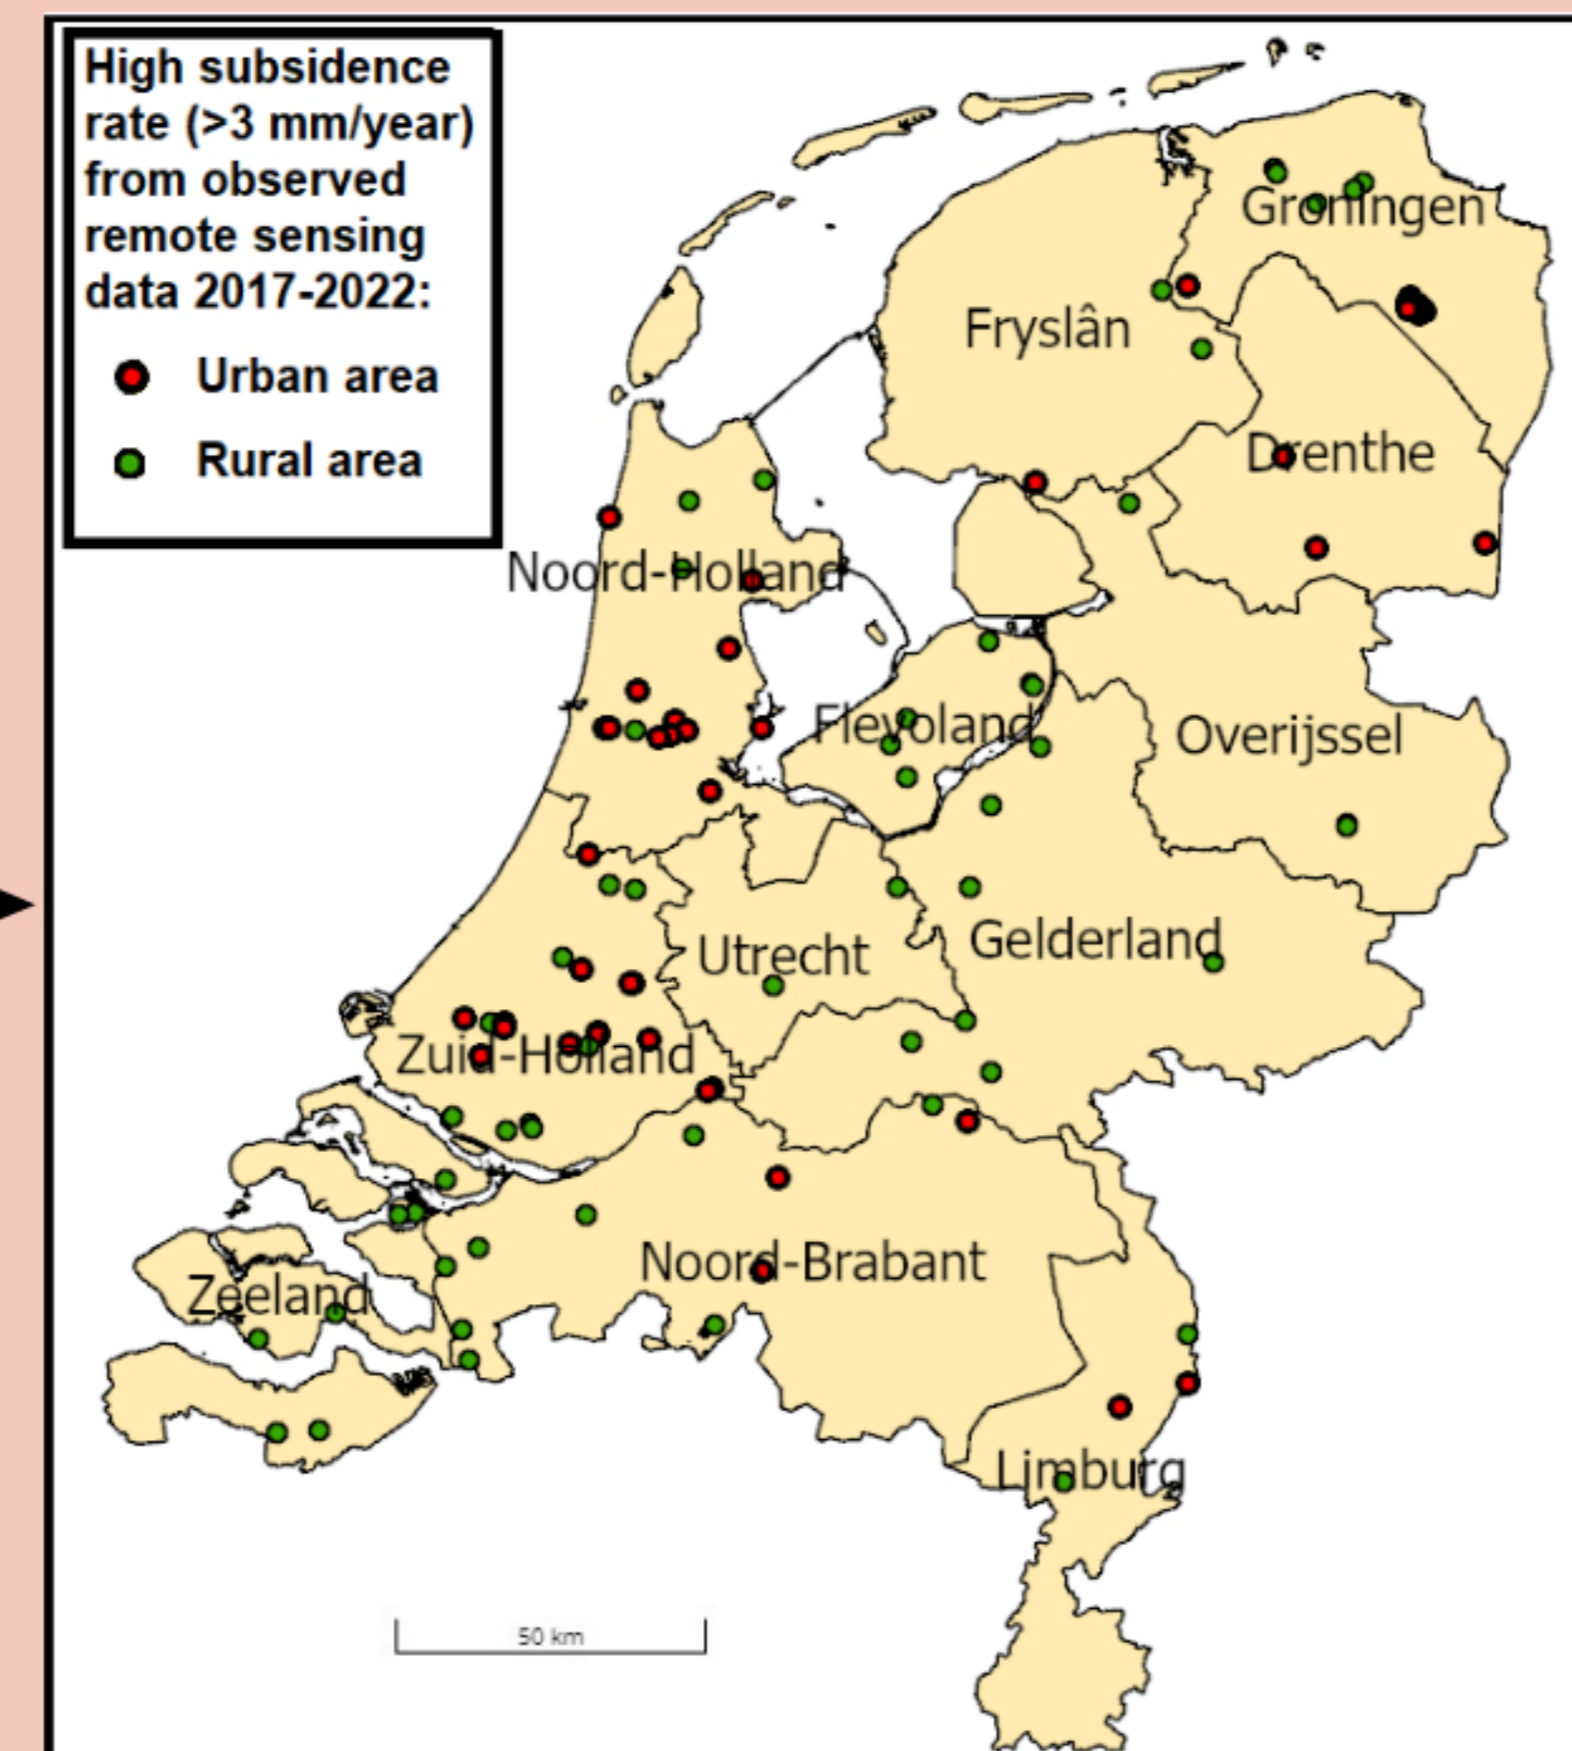 High subsidence
rate (>3 mm/year)
from observed
remote sensing
data 2017-2022:
Urban area
Rural area
Groningen
Fryslân
Drenthe
Noord-Holland
Flevoland
Overijssel
Utrecht
Gelderland
Zuid-Holland
Noord-Brabant
Zeeland
Limburg
50 km